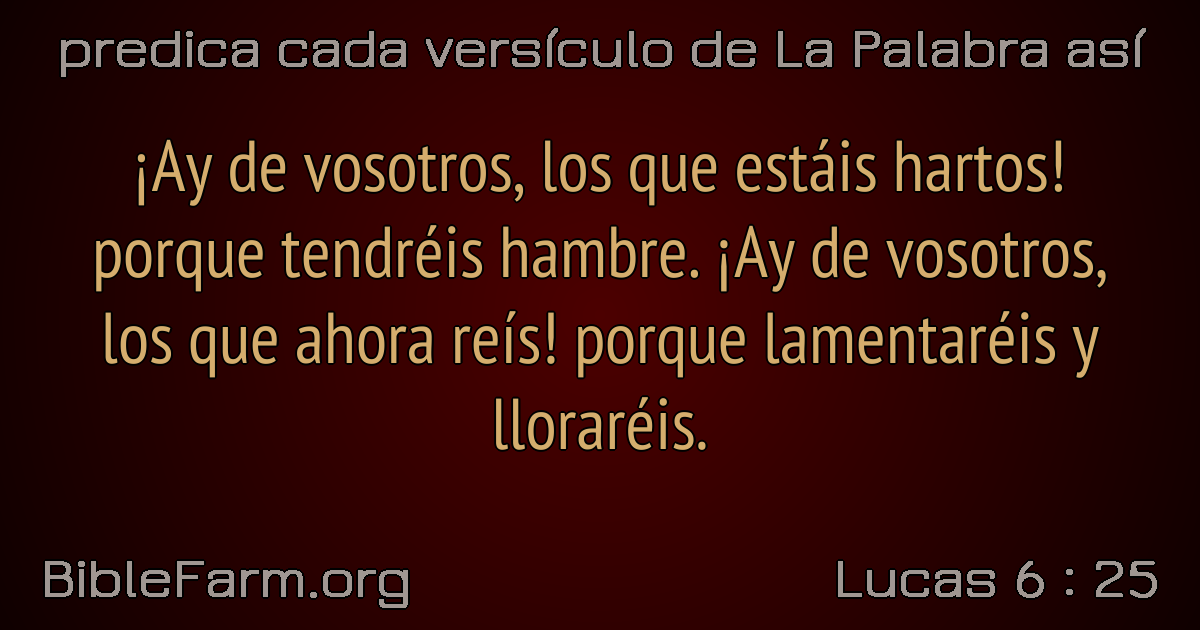 predica cada versículo de La Palabra así
¡Ay de vosotros, los que estáis hartos!
porque tendréis hambre. ¡Ay de vosotros,
los que ahora reís! porque lamentaréis y
lloraréis.
BibleFarm.org
Lucas 6 : 25